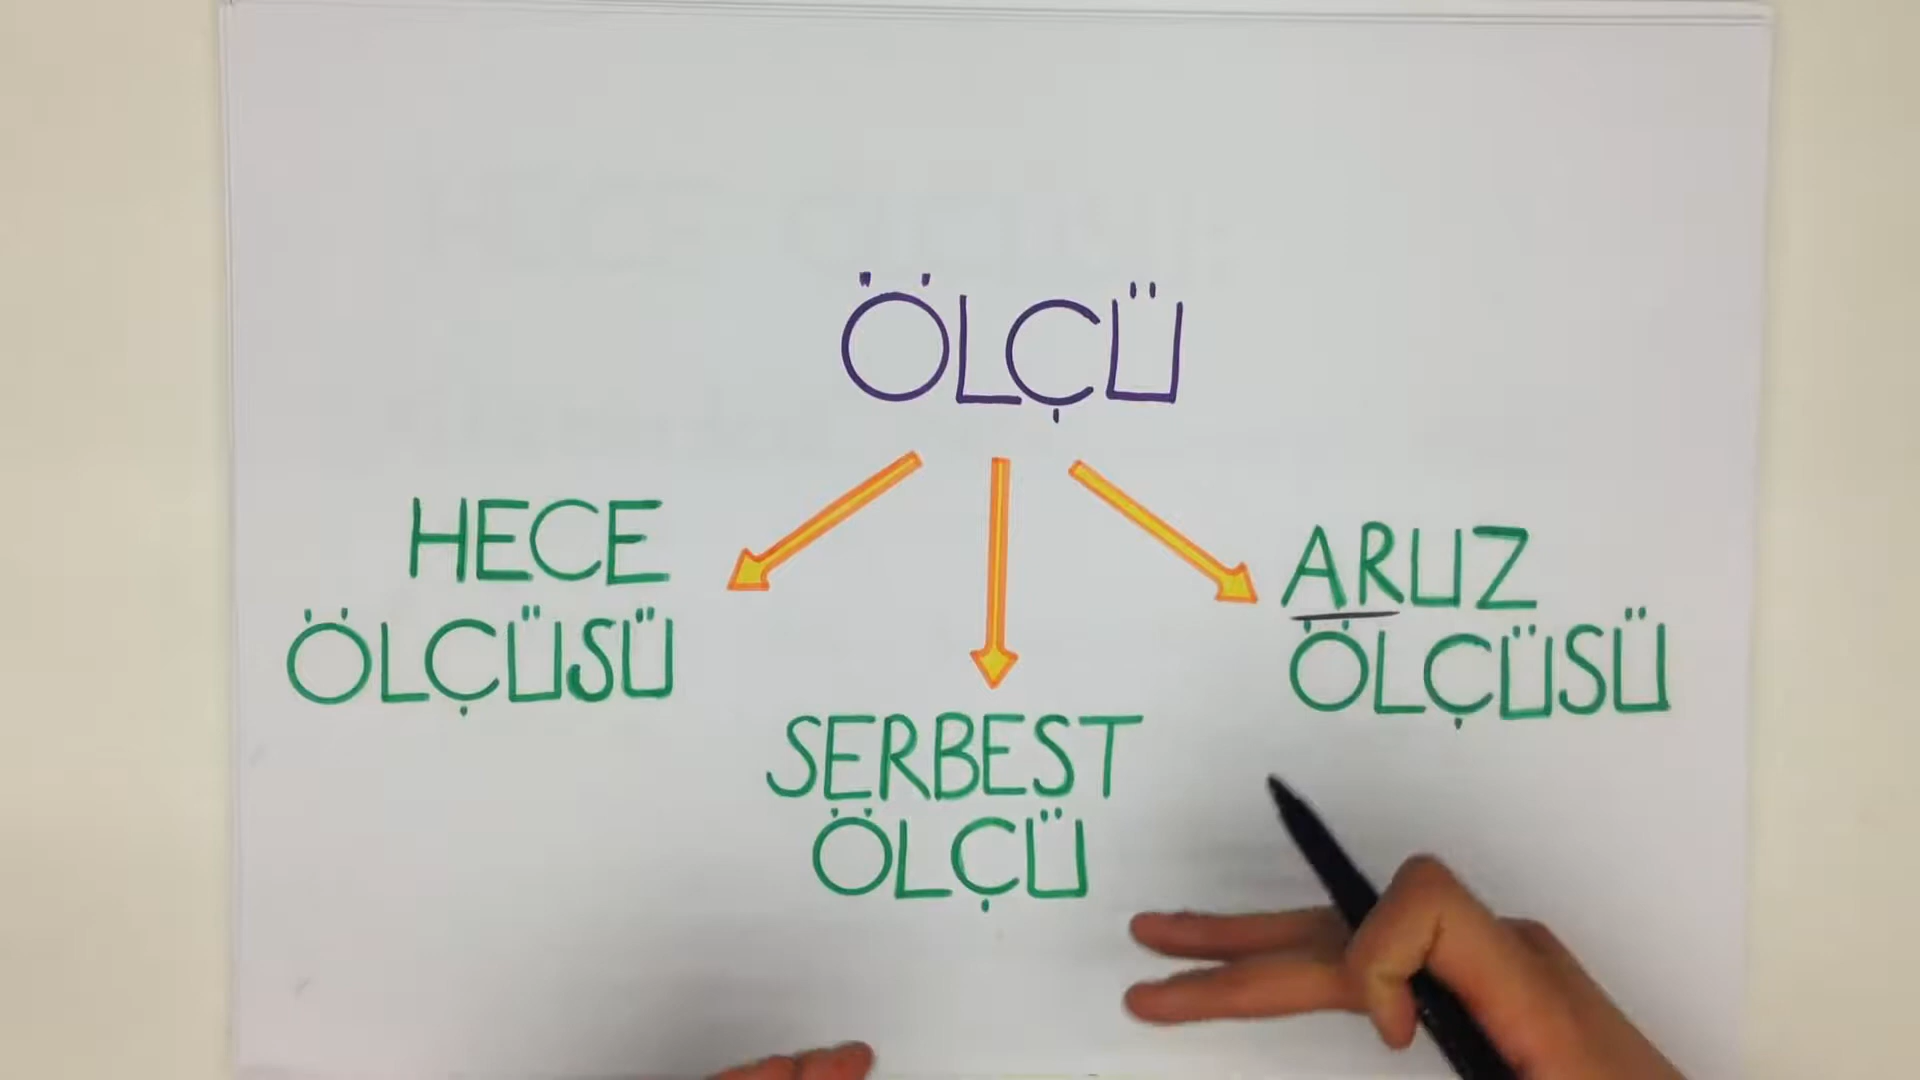 ÖLÇÜ
HECE
ÖLÇÜSÜ
SERBEST
ÖLÇÜ
ARUZ
ÖLÇÜSÜ